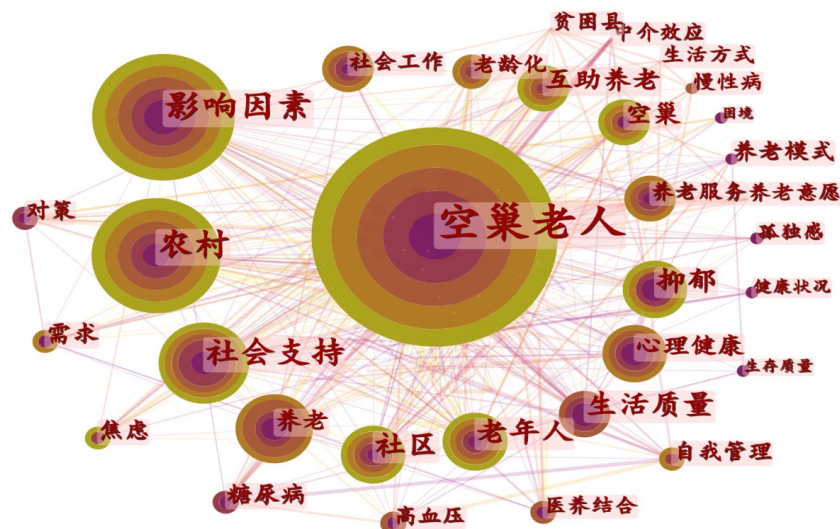 贫困县
中介效应
社会工作
老龄化
生活方式
互助养老
慢性病
影响因素
空巢
困境
养老模式
养老服务养老意愿
对策
空巢老人
孤独感
农村
抑郁
健康状况
需求
社会支持
心理健康
生存质量
生活质量
焦虑
养老
社区
老年人
自我管理
糖尿病
高血压
医养结合